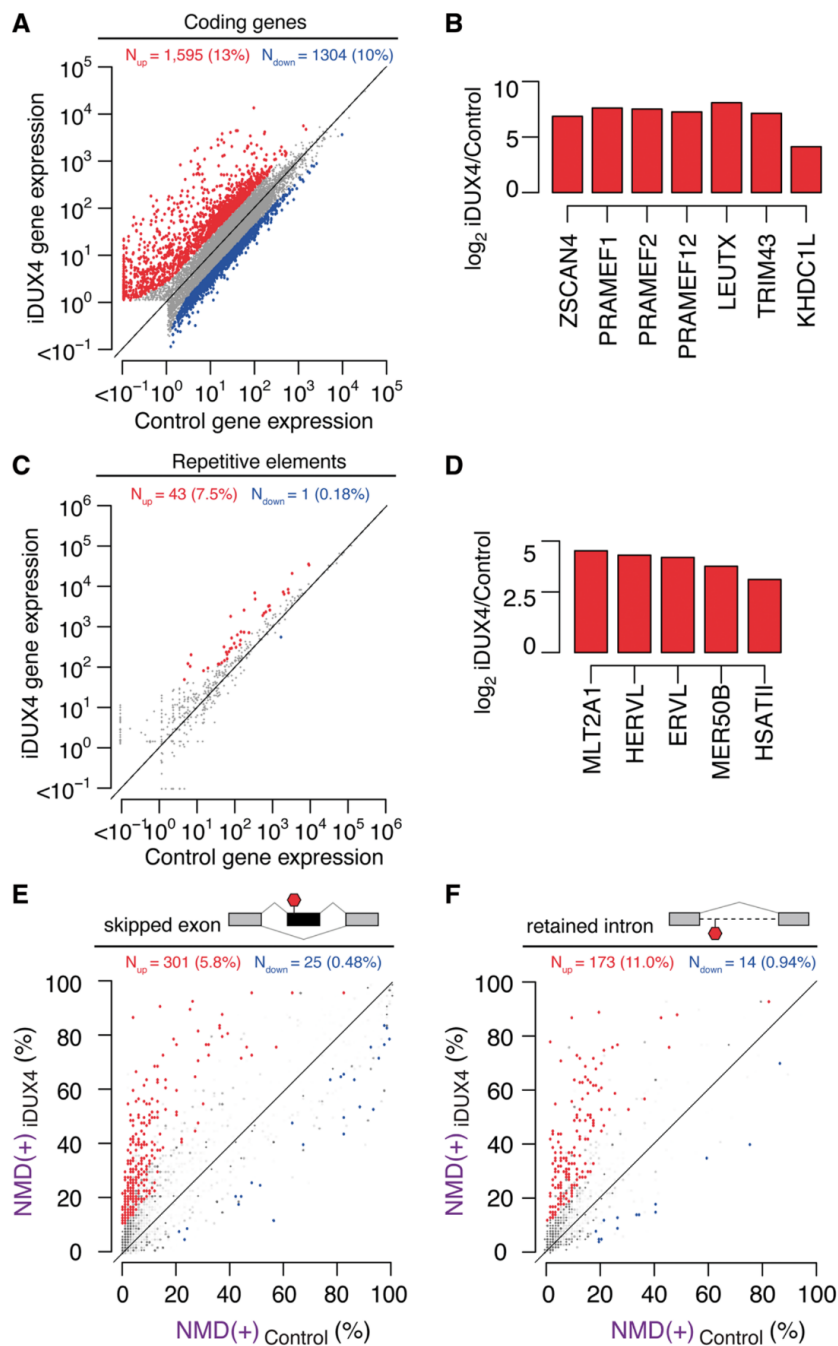 A
Coding genes
N_up = 1,595 (13%) N_down = 1304 (10%)
iDUX4 gene expression
10^5
10^4
10^3
10^2
10^1
10^0
<10^−1
<10^−1 10^0 10^1 10^2 10^3 10^4 10^5
Control gene expression
B
log_2 iDUX4/Control
10
5
0
ZSCAN4
PRAMEF1
PRAMEF2
PRAMEF12
LEUTX
TRIM43
KHDC1L
C
Repetitive elements
N_up = 43 (7.5%) N_down = 1 (0.18%)
iDUX4 gene expression
10^6
10^5
10^4
10^3
10^2
10^1
10^0
<10^−1
<10^−1 10^0 10^1 10^2 10^3 10^4 10^5 10^6
Control gene expression
D
log_2 iDUX4/Control
5
2.5
0
MLT2A1
HERVL
ERVL
MER50B
HSATII
E
skipped exon
N_up = 301 (5.8%) N_down = 25 (0.48%)
NMD(+) iDUX4 (%)
100
80
60
40
20
0
0 20 40 60 80 100
NMD(+) Control (%)
F
retained intron
N_up = 173 (11.0%) N_down = 14 (0.94%)
NMD(+) iDUX4 (%)
100
80
60
40
20
0
0 20 40 60 80 100
NMD(+) Control (%)